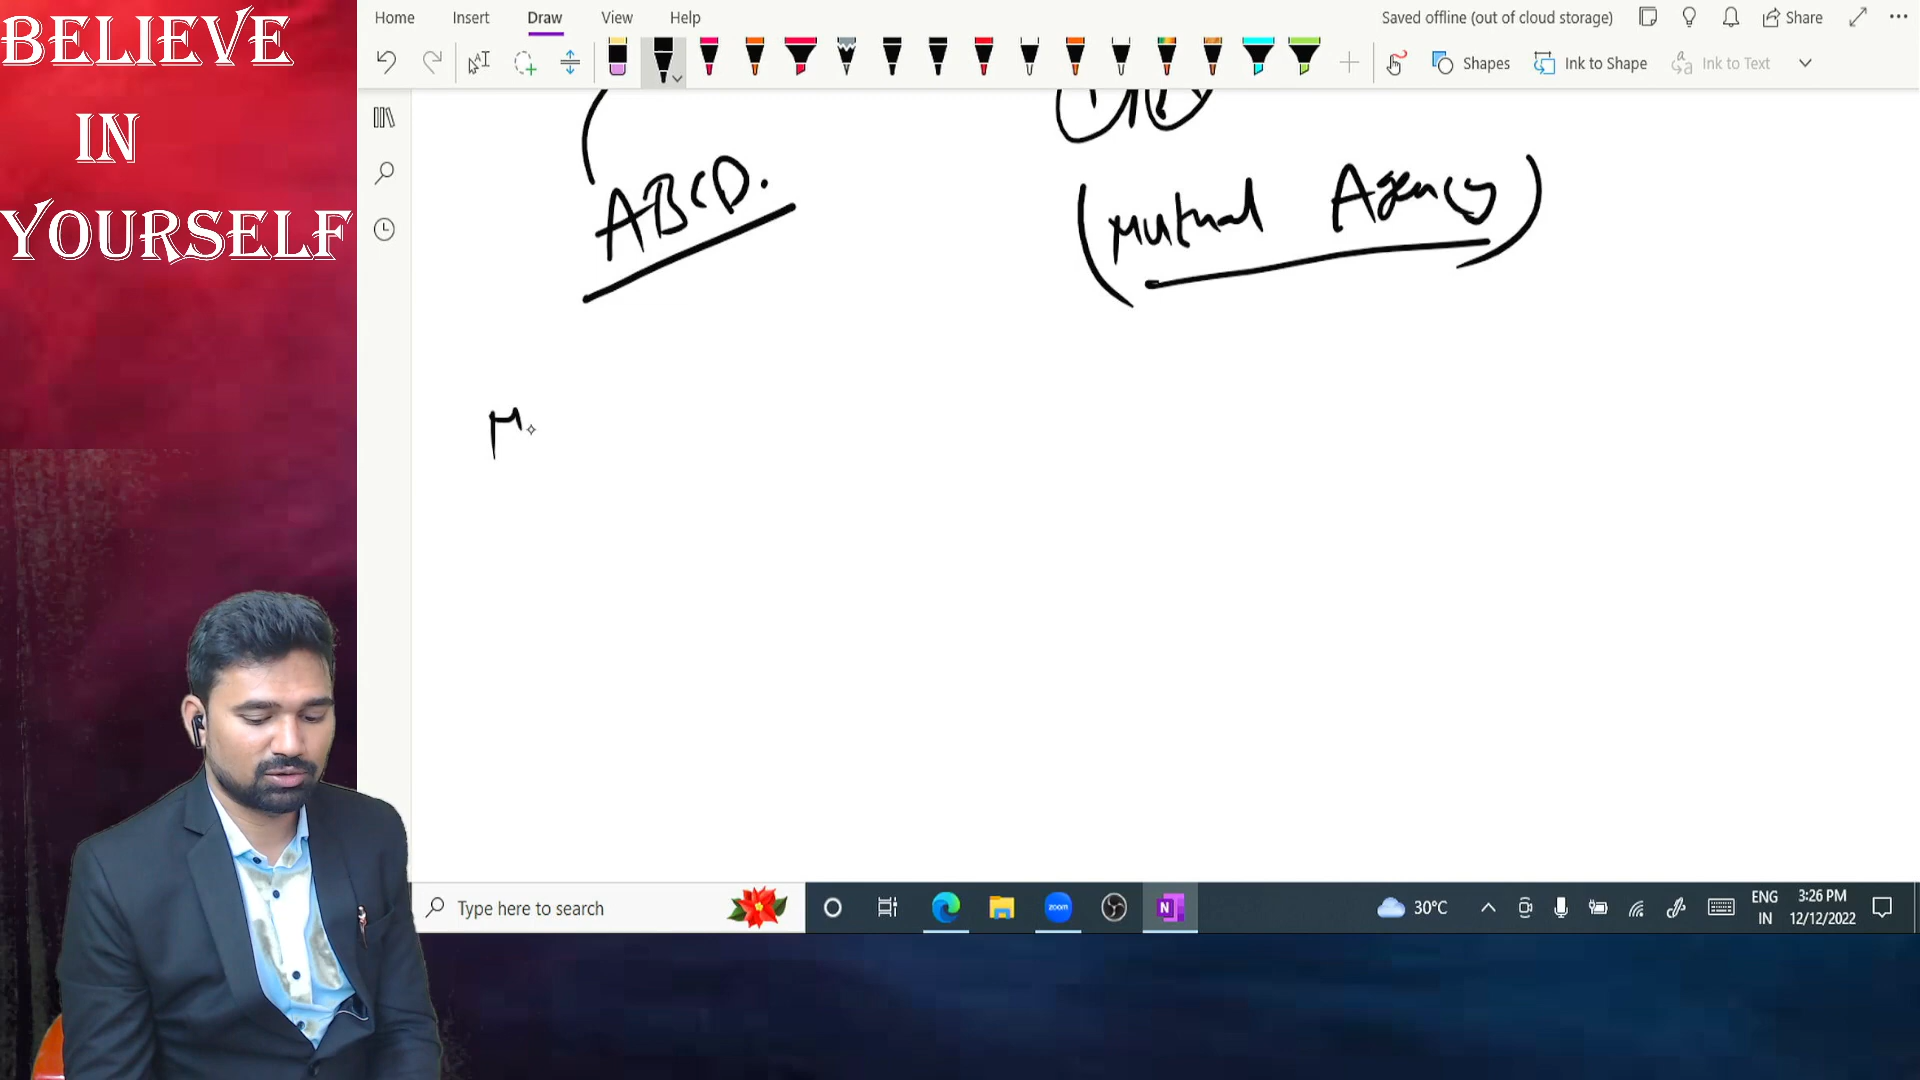 BELIEVE
IN
YOURSELF
Home Insert Draw View Help
Saved offline (out of cloud storage) Share
Shapes Ink to Shape Ink to Text
ABCD.
(Mutual Agency)
M
Type here to search
zoom
N
30°C
ENG
IN
3:26 PM
12/12/2022